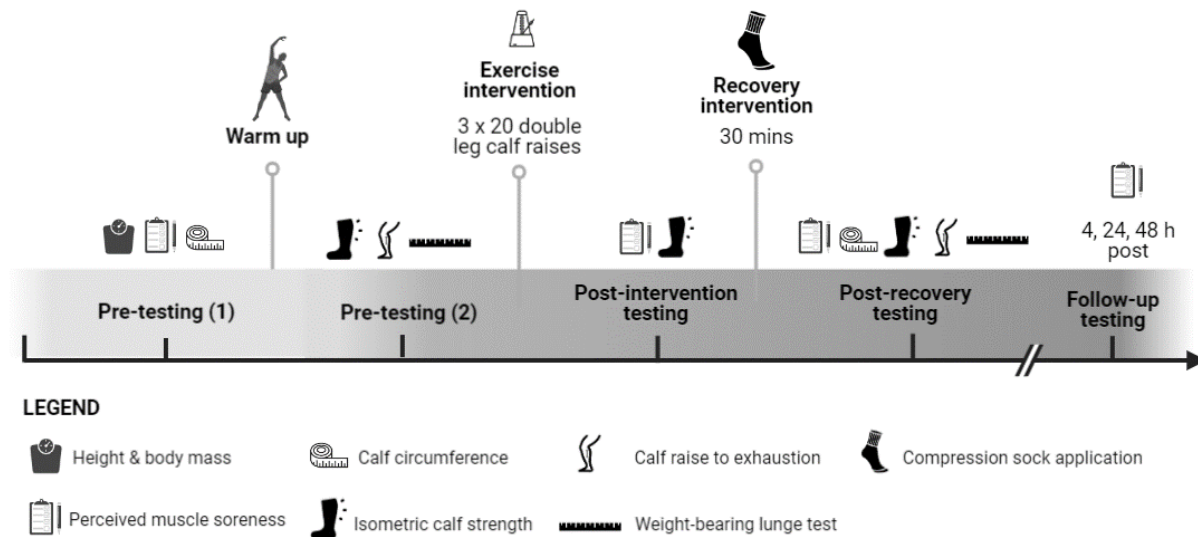 Warm up
Exercise
intervention
3 x 20 double
leg calf raises
Recovery
intervention
30 mins
4, 24, 48 h
post
Pre-testing (1)
Pre-testing (2)
Post-intervention
testing
Post-recovery
testing
Follow-up
testing
LEGEND
Height & body mass
Calf circumference
Calf raise to exhaustion
Compression sock application
Perceived muscle soreness
Isometric calf strength
Weight-bearing lunge test